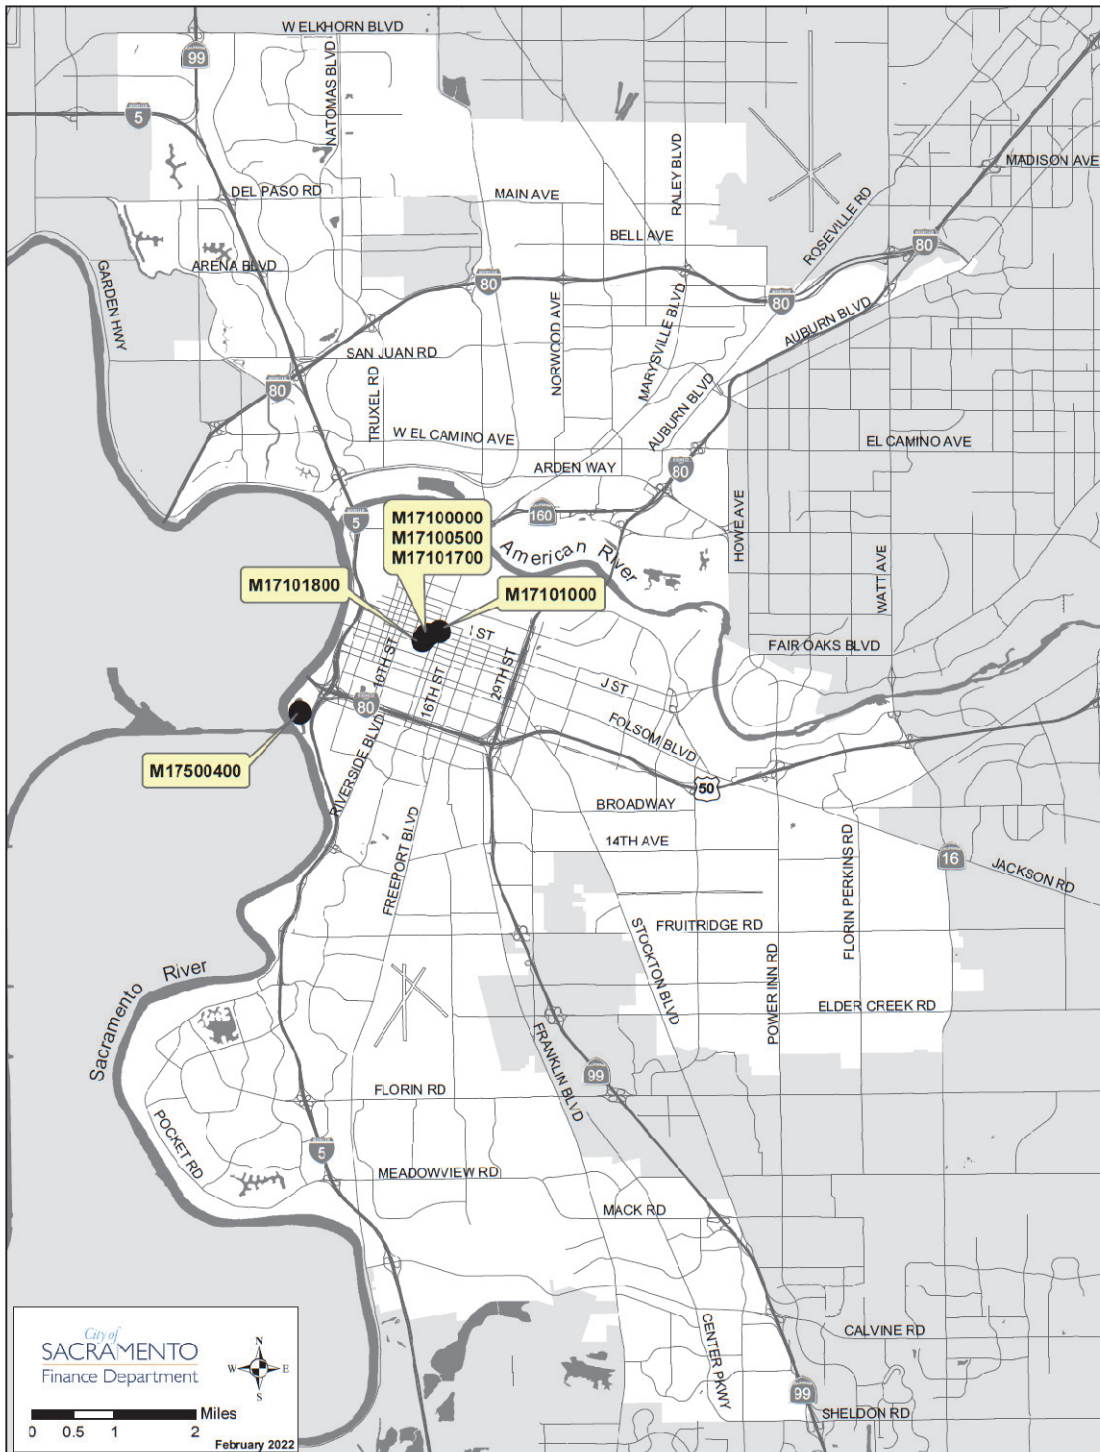 W ELKHORN BLVD
99
NATOMAS BLVD
5
RALEY BLVD
MADISON AVE
DEL PASO RD
MAIN AVE
ROSEVILLE RD
BELL AVE
80
ARENA BLVD
GARDEN HWY
80
80
NORWOOD AVE
MARYSVILLE BLVD
AUBURN BLVD
SAN JUAN RD
80
TRUXEL RD
AUBURN BLVD
W EL CAMINO AVE
EL CAMINO AVE
ARDEN WAY
80
HOWE AVE
5
M17100000
M17100500
M17101700
160
American River
WATT AVE
M17101800
M17101000
I ST
FAIR OAKS BLVD
10TH ST
16TH ST
29TH ST
J ST
80
FOLSOM BLVD
M17500400
RIVERSIDE BLVD
50
BROADWAY
FREEPORT BLVD
14TH AVE
FLORIN PERKINS RD
16
JACKSON RD
FRUITRIDGE RD
STOCKTON BLVD
POWER INN RD
Sacramento River
ELDER CREEK RD
FRANKLIN BLVD
99
FLORIN RD
POCKET RD
5
MEADOWVIEW RD
MACK RD
CENTER PKWY
CALVINE RD
99
SHELDON RD
City of
SACRAMENTO
Finance Department
N
W E
S
Miles
0 0.5 1 2
February 2022